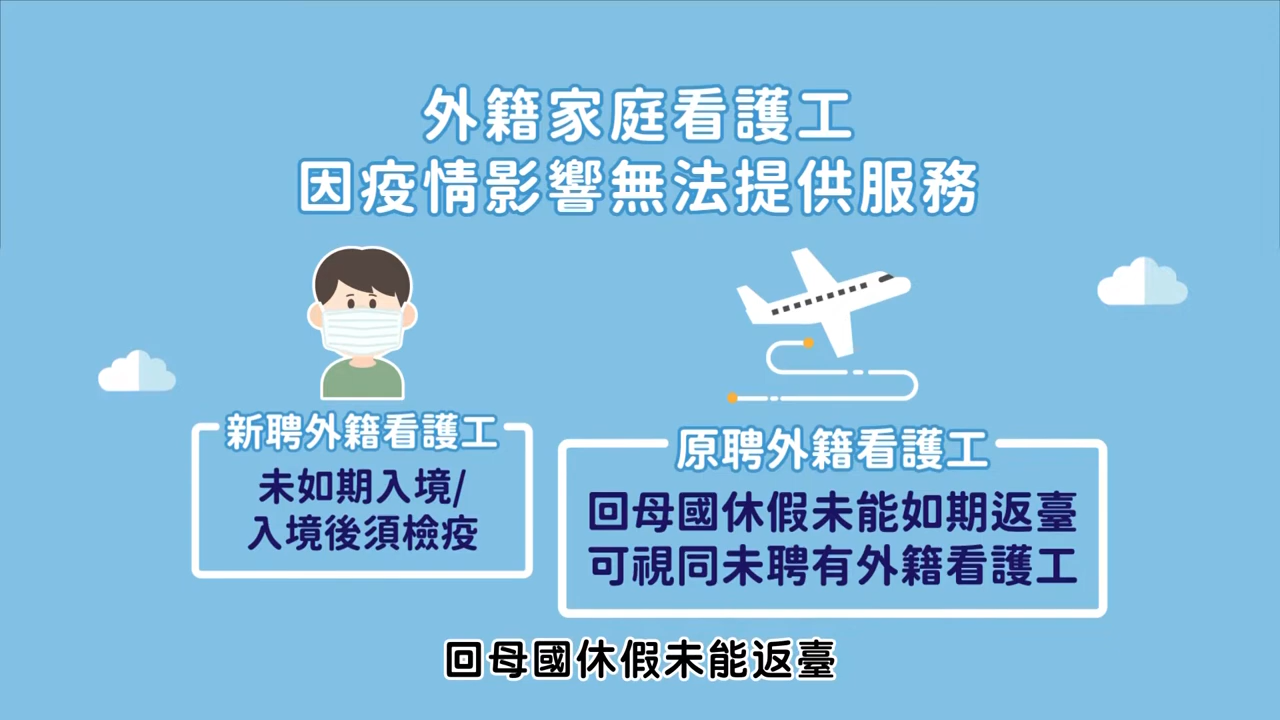 外籍家庭看護工
因疫情影響無法提供服務
新聘外籍看護工
未如期入境/
入境後須檢疫
原聘外籍看護工
回母國休假未能如期返臺
可視同未聘有外籍看護工
回母國休假未能返臺